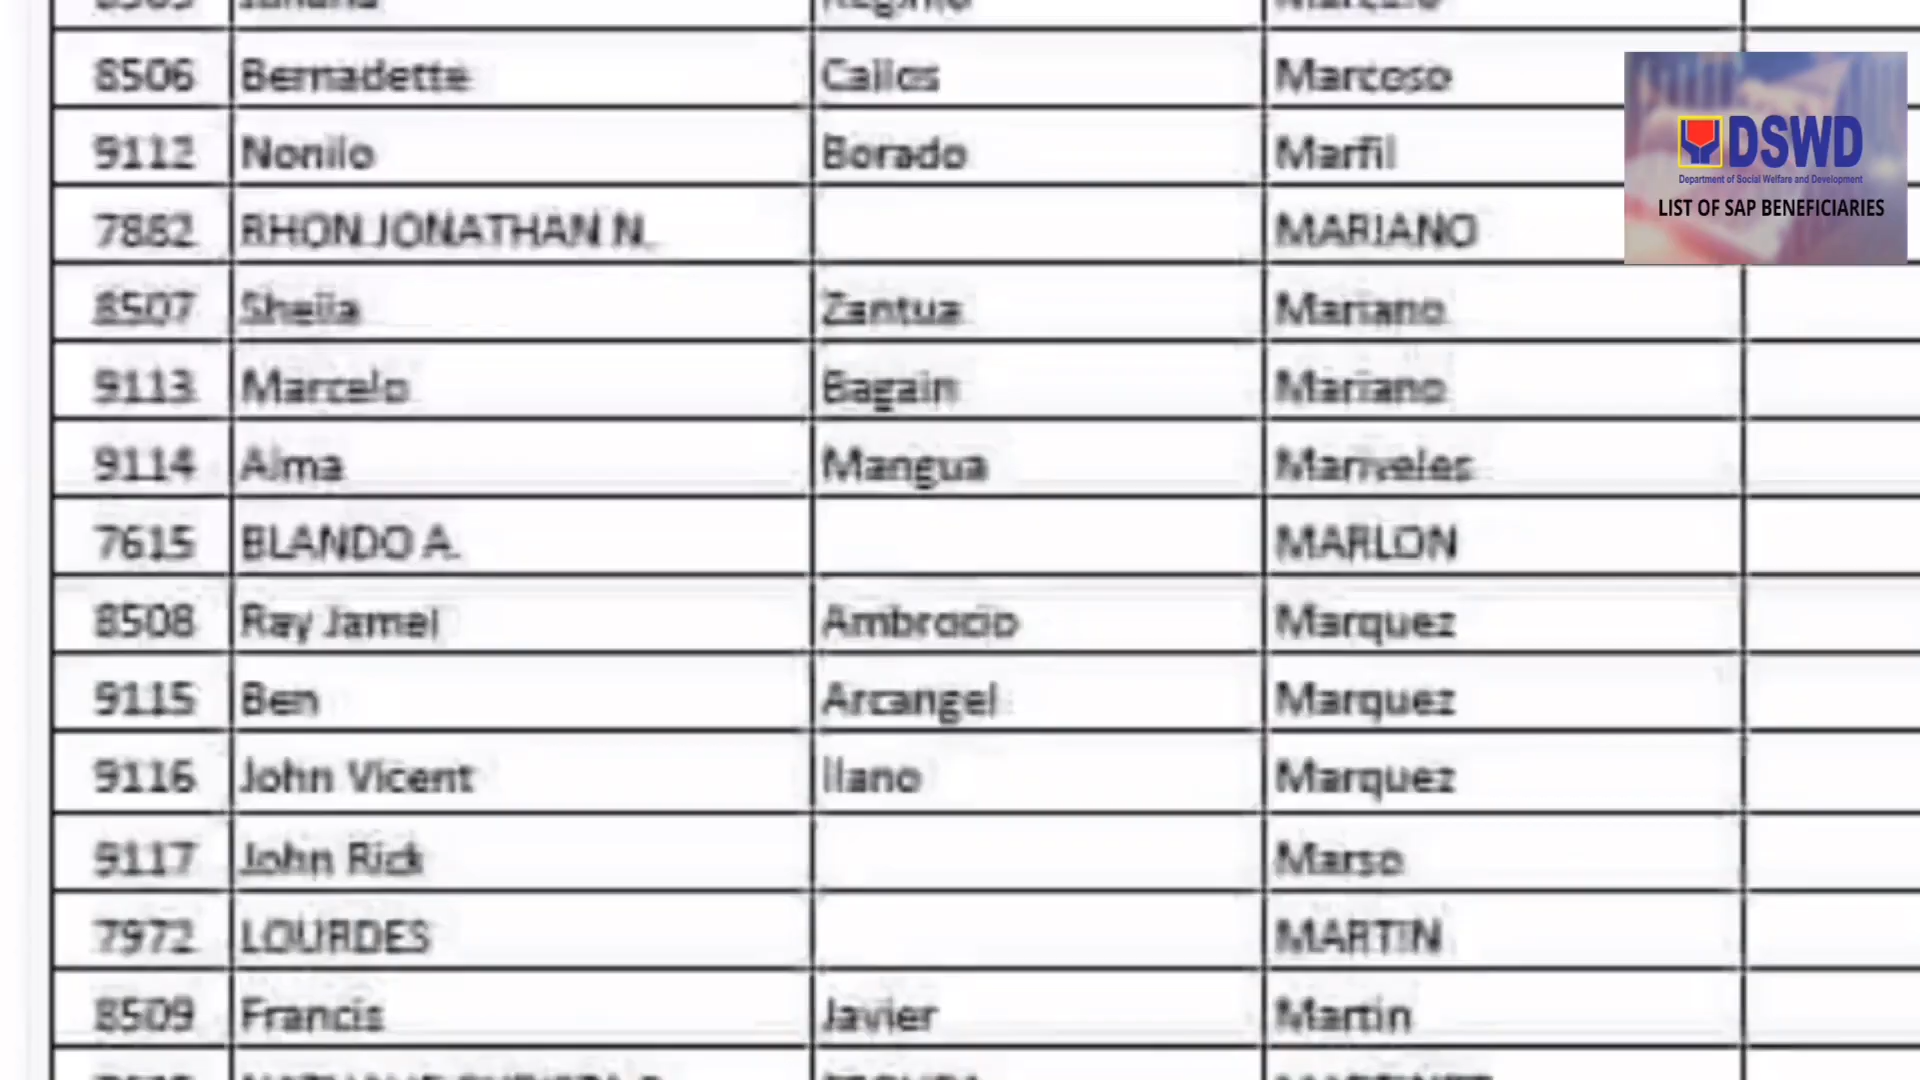 8506 Bernadette Callos Marcoso
9112 Nonilo Borado Marfil
7882 RHON JONATHAN N. MARIANO
8507 Sheila Zantua Mariano
9113 Marcelo Bagain Mariano
9114 Alma Mangua Mariveles
7615 BLANDO A. MARLON
8508 Ray Jamel Ambrocio Marquez
9115 Ben Arcangel Marquez
9116 John Vicent Ilano Marquez
9117 John Rick Marso
7972 LOURDES MARTIN
8509 Francis Javier Martin
DSWD
Department of Social Welfare and Development
LIST OF SAP BENEFICIARIES